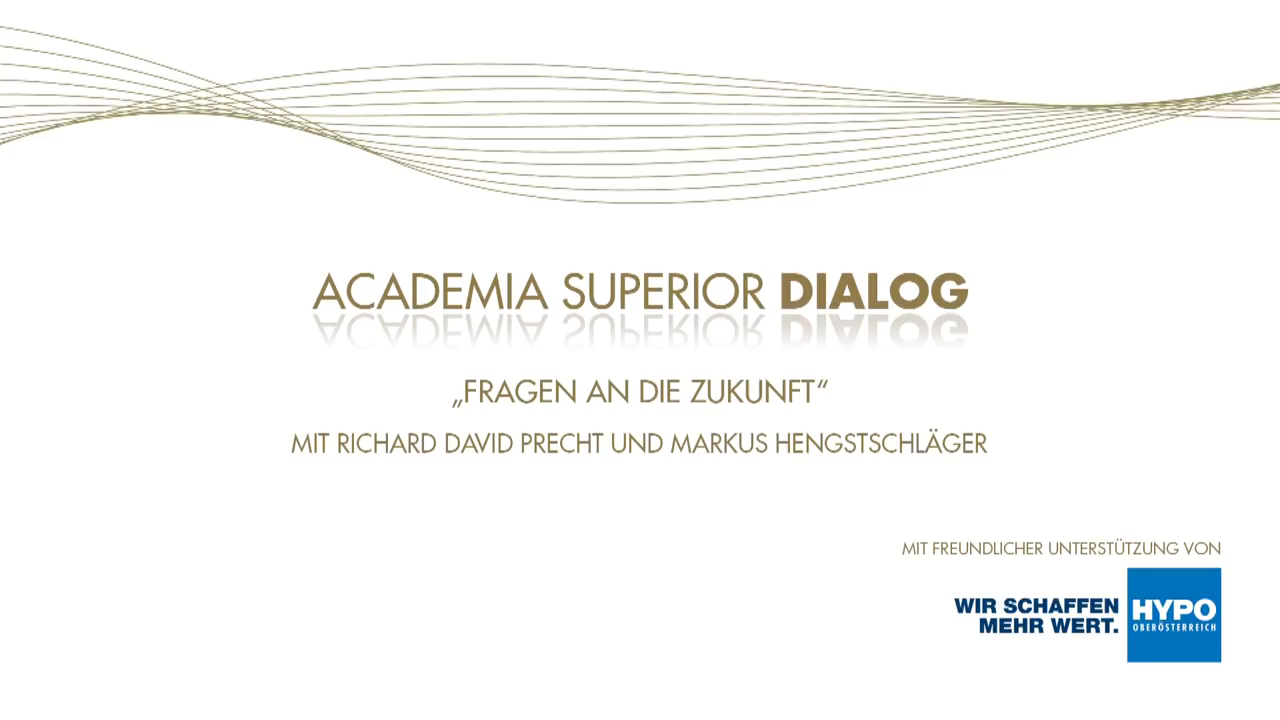 ACADEMIA SUPERIOR DIALOG
„FRAGEN AN DIE ZUKUNFT“
MIT RICHARD DAVID PRECHT UND MARKUS HENGSTSCHLÄGER
MIT FREUNDLICHER UNTERSTÜTZUNG VON
WIR SCHAFFEN
MEHR WERT.
HYPO
OBERÖSTERREICH